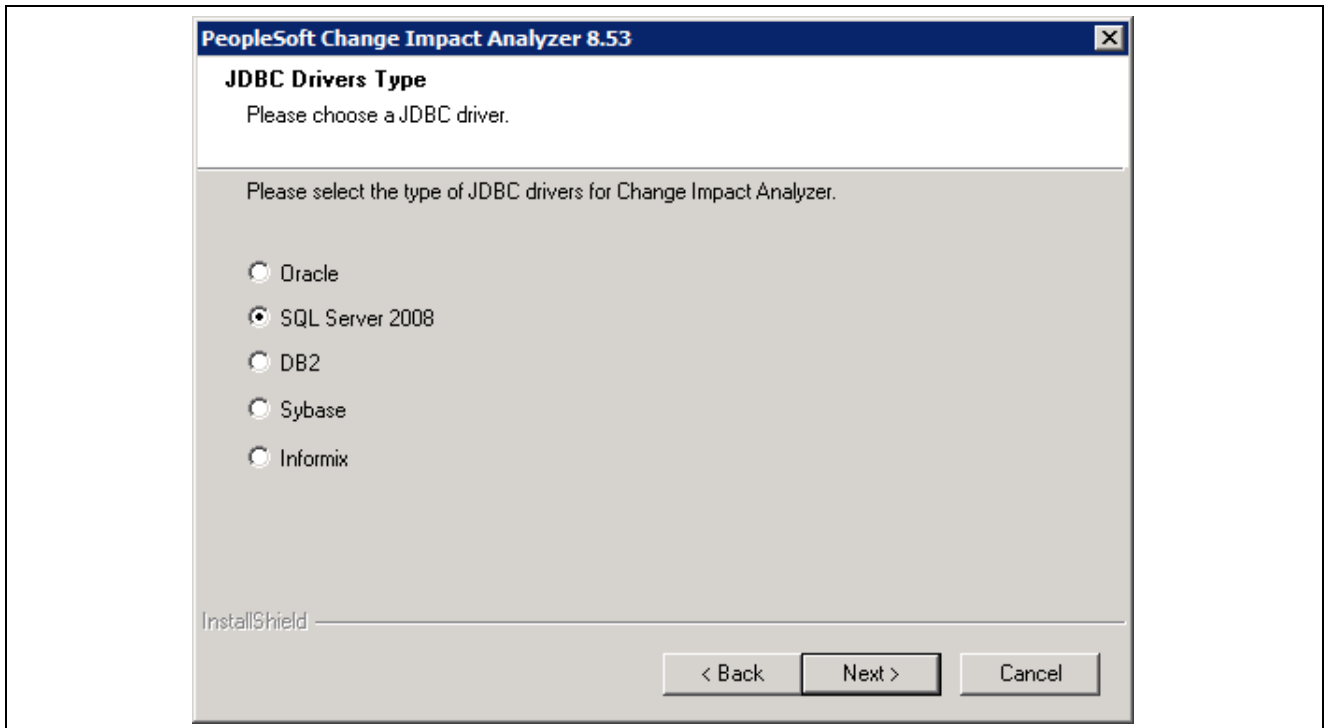 PeopleSoft Change Impact Analyzer 8.53
JDBC Drivers Type
Please choose a JDBC driver.
Please select the type of JDBC drivers for Change Impact Analyzer.
Oracle
SQL Server 2008
DB2
Sybase
Informix
InstallShield
< Back Next > Cancel